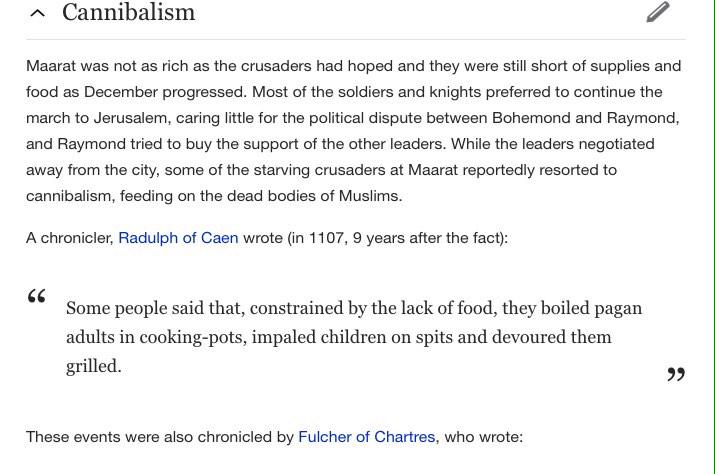 Cannibalism
Maarat was not as rich as the crusaders had hoped and they were still short of supplies and
food as December progressed. Most of the soldiers and knights preferred to continue the
march to Jerusalem, caring little for the political dispute between Bohemond and Raymond,
and Raymond tried to buy the support of the other leaders. While the leaders negotiated
away from the city, some of the starving crusaders at Maarat reportedly resorted to
cannibalism, feeding on the dead bodies of Muslims.
A chronicler, Radulph of Caen wrote (in 1107, 9 years after the fact):
“ Some people said that, constrained by the lack of food, they boiled pagan
adults in cooking-pots, impaled children on spits and devoured them
grilled. ”
These events were also chronicled by Fulcher of Chartres, who wrote: